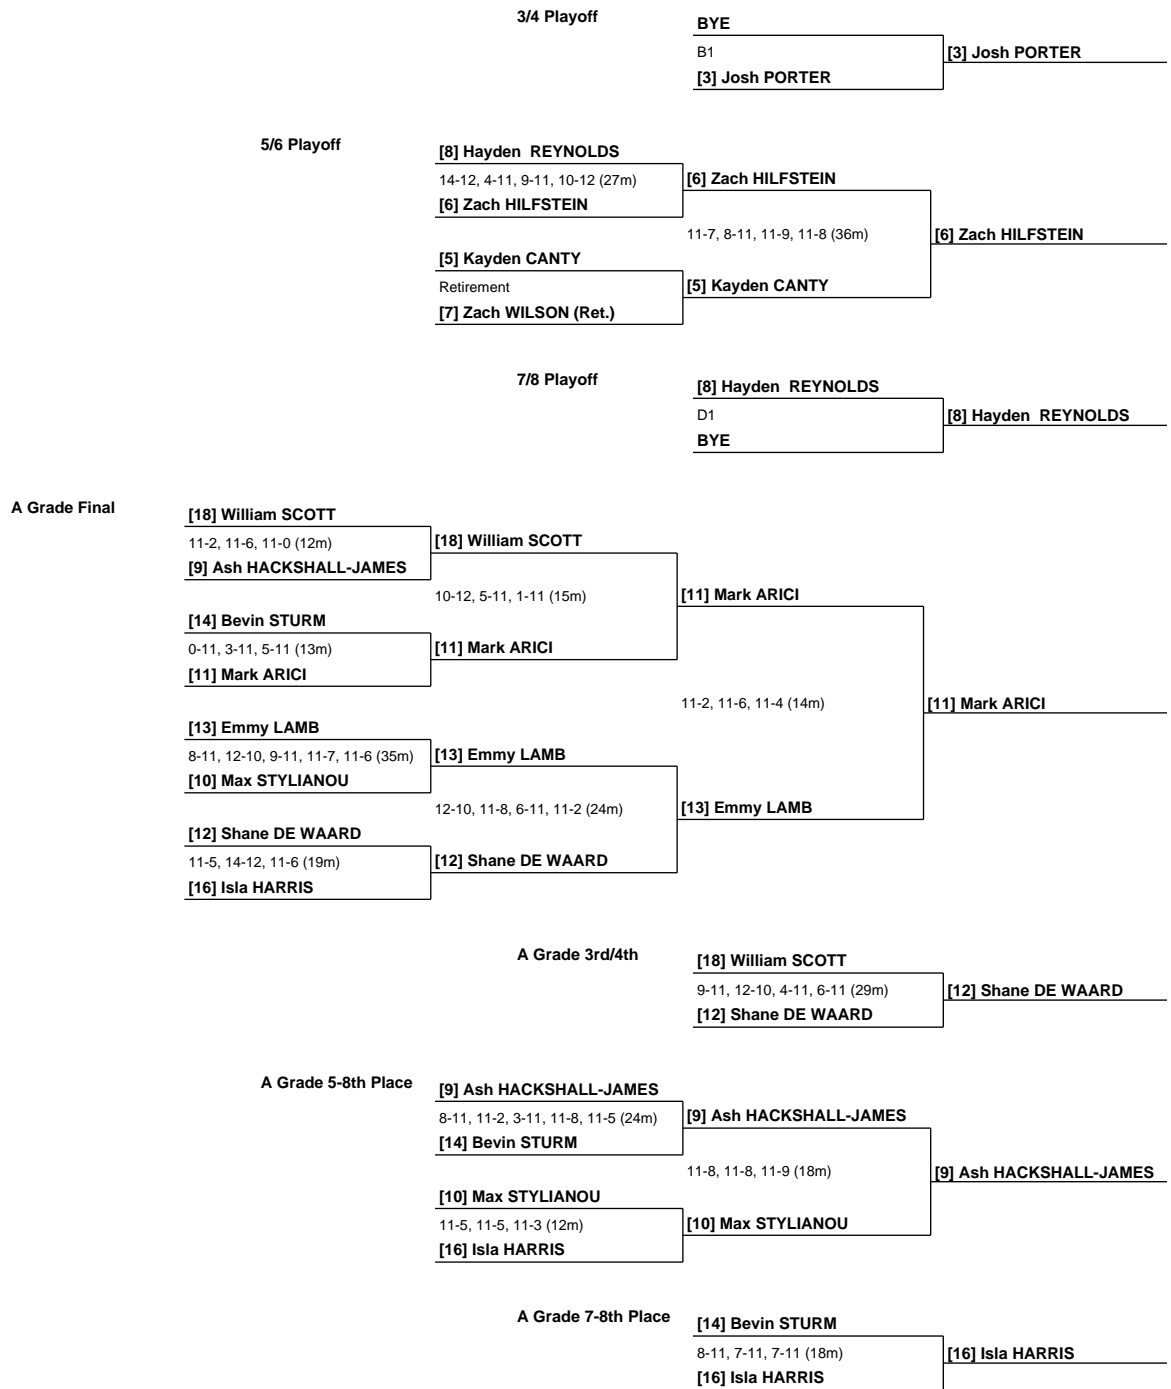 3/4 Playoff
BYE
B1
[3] Josh PORTER
[3] Josh PORTER
5/6 Playoff
[8] Hayden  REYNOLDS
14-12, 4-11, 9-11, 10-12 (27m)
[6] Zach HILFSTEIN
[6] Zach HILFSTEIN
11-7, 8-11, 11-9, 11-8 (36m)
[6] Zach HILFSTEIN
[5] Kayden CANTY
Retirement
[5] Kayden CANTY
[7] Zach WILSON (Ret.)
7/8 Playoff
[8] Hayden  REYNOLDS
D1
[8] Hayden  REYNOLDS
BYE
A Grade Final
[18] William SCOTT
11-2, 11-6, 11-0 (12m)
[18] William SCOTT
[9] Ash HACKSHALL-JAMES
10-12, 5-11, 1-11 (15m)
[11] Mark ARICI
[14] Bevin STURM
0-11, 3-11, 5-11 (13m)
[11] Mark ARICI
[11] Mark ARICI
11-2, 11-6, 11-4 (14m)
[11] Mark ARICI
[13] Emmy LAMB
8-11, 12-10, 9-11, 11-7, 11-6 (35m)
[13] Emmy LAMB
[10] Max STYLIANOU
12-10, 11-8, 6-11, 11-2 (24m)
[13] Emmy LAMB
[12] Shane DE WAARD
11-5, 14-12, 11-6 (19m)
[12] Shane DE WAARD
[16] Isla HARRIS
A Grade 3rd/4th
[18] William SCOTT
9-11, 12-10, 4-11, 6-11 (29m)
[12] Shane DE WAARD
[12] Shane DE WAARD
A Grade 5-8th Place
[9] Ash HACKSHALL-JAMES
8-11, 11-2, 3-11, 11-8, 11-5 (24m)
[9] Ash HACKSHALL-JAMES
[14] Bevin STURM
11-8, 11-8, 11-9 (18m)
[9] Ash HACKSHALL-JAMES
[10] Max STYLIANOU
11-5, 11-5, 11-3 (12m)
[10] Max STYLIANOU
[16] Isla HARRIS
A Grade 7-8th Place
[14] Bevin STURM
8-11, 7-11, 7-11 (18m)
[16] Isla HARRIS
[16] Isla HARRIS